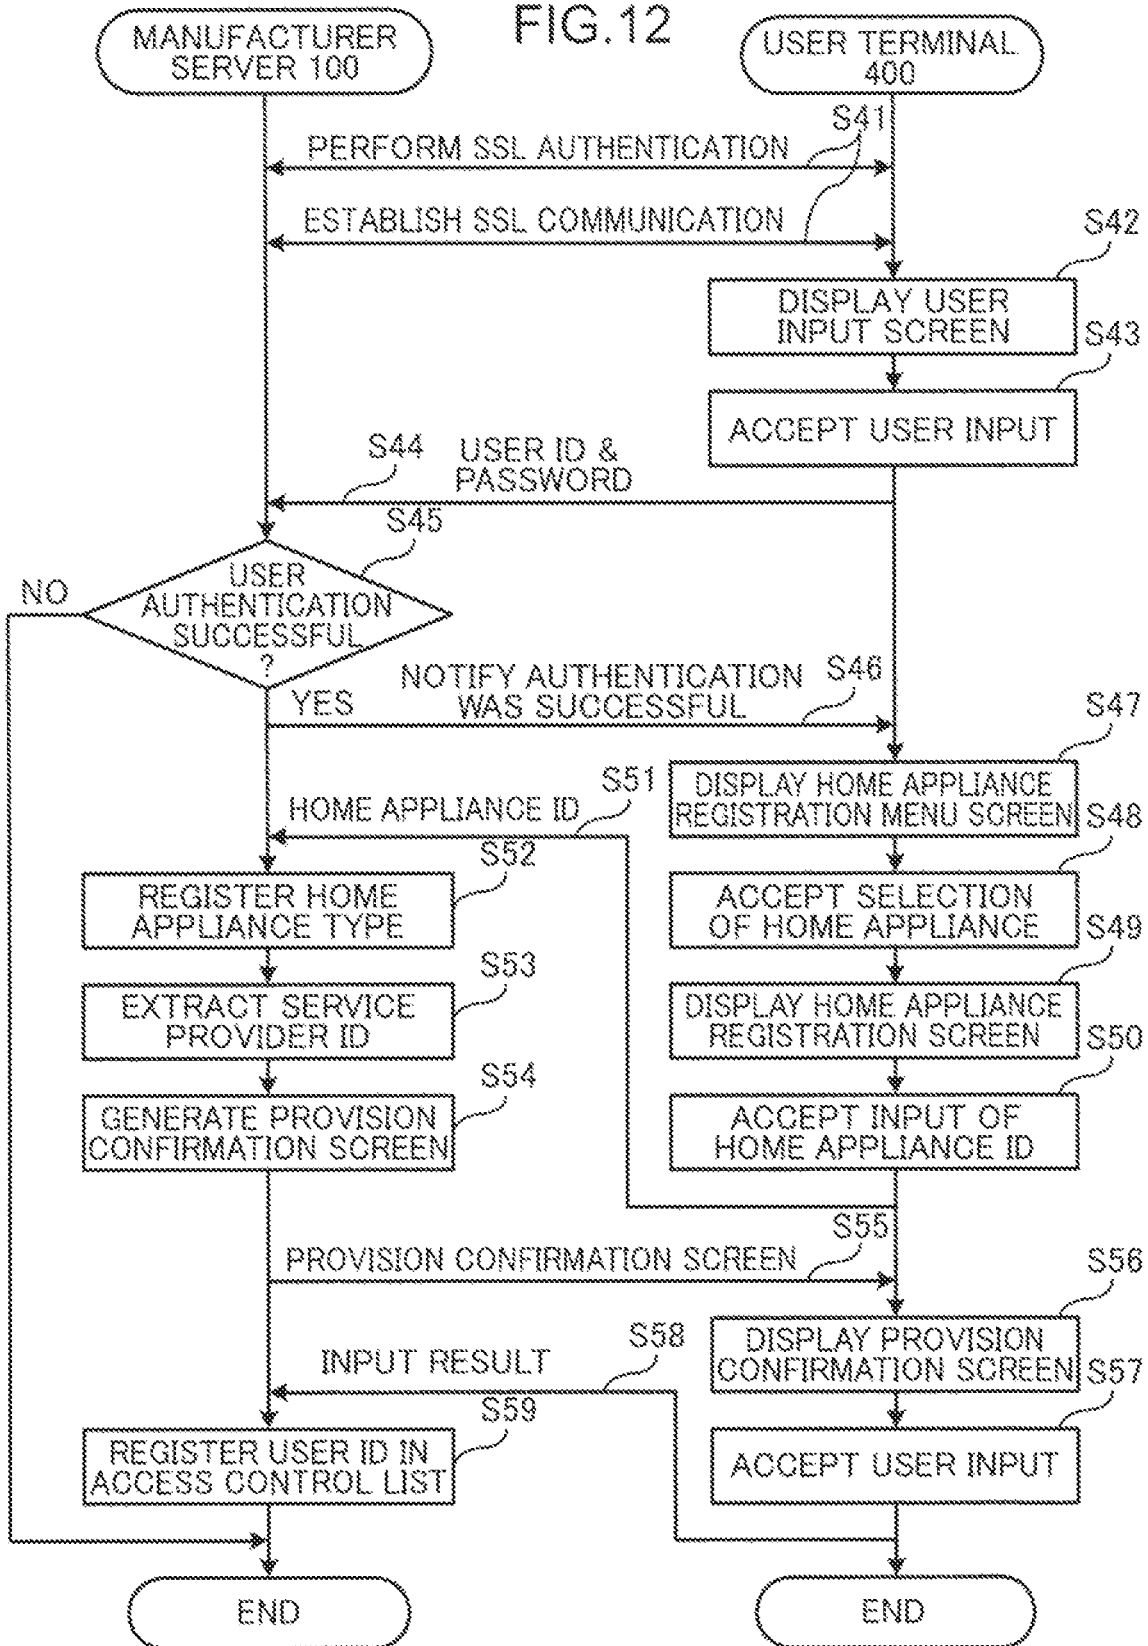 FIG.12
MANUFACTURER
SERVER 100
USER TERMINAL
400
S41
PERFORM SSL AUTHENTICATION
ESTABLISH SSL COMMUNICATION
S42
DISPLAY USER
INPUT SCREEN
S43
ACCEPT USER INPUT
S44
USER ID &
PASSWORD
S45
USER
AUTHENTICATION
SUCCESSFUL
?
NO
YES
NOTIFY AUTHENTICATION
WAS SUCCESSFUL
S46
S47
DISPLAY HOME APPLIANCE
REGISTRATION MENU SCREEN
S48
ACCEPT SELECTION
OF HOME APPLIANCE
S49
DISPLAY HOME APPLIANCE
REGISTRATION SCREEN
S50
ACCEPT INPUT OF
HOME APPLIANCE ID
S51
HOME APPLIANCE ID
S52
REGISTER HOME
APPLIANCE TYPE
S53
EXTRACT SERVICE
PROVIDER ID
S54
GENERATE PROVISION
CONFIRMATION SCREEN
S55
PROVISION CONFIRMATION SCREEN
S56
DISPLAY PROVISION
CONFIRMATION SCREEN
S57
ACCEPT USER INPUT
S58
INPUT RESULT
S59
REGISTER USER ID IN
ACCESS CONTROL LIST
END
END